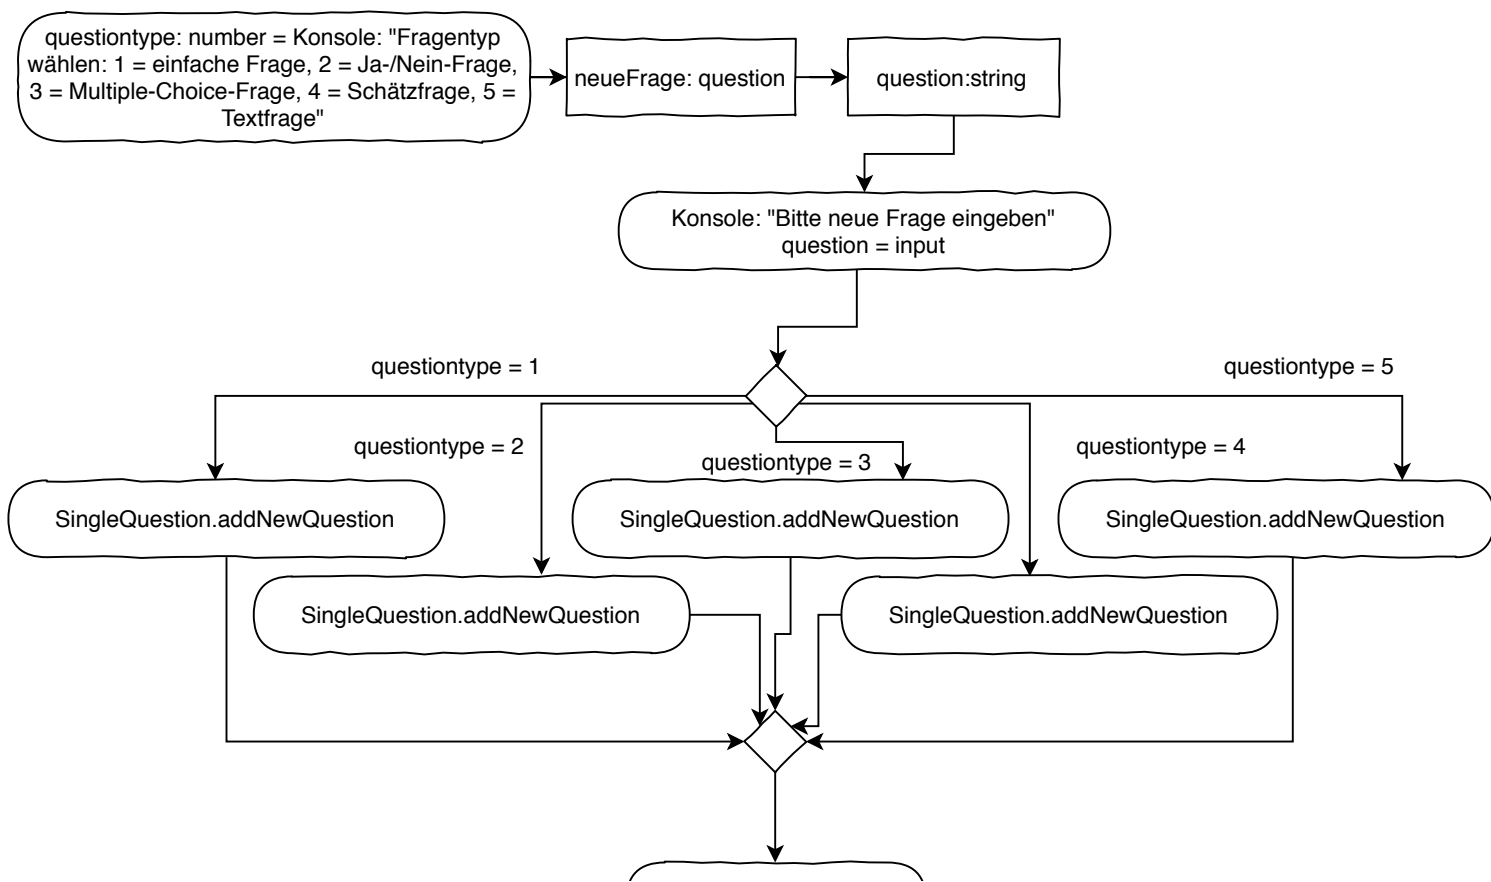 questiontype: number = Konsole: "Fragentyp
wählen: 1 = einfache Frage, 2 = Ja-/Nein-Frage,
3 = Multiple-Choice-Frage, 4 = Schätzfrage, 5 =
Textfrage"
neueFrage: question
question:string
Konsole: "Bitte neue Frage eingeben"
question = input
questiontype = 1
questiontype = 5
questiontype = 2
questiontype = 3
questiontype = 4
SingleQuestion.addNewQuestion
SingleQuestion.addNewQuestion
SingleQuestion.addNewQuestion
SingleQuestion.addNewQuestion
SingleQuestion.addNewQuestion